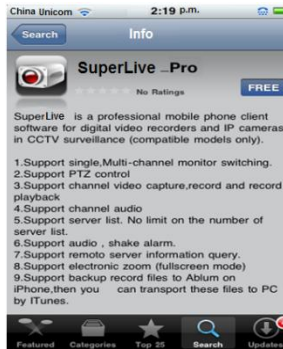 China Unicom 2:19 p.m.
Search Info
SuperLive -Pro
No Ratings FREE
SuperLive is a professional mobile phone client
software for digital video recorders and IP cameras
in CCTV surveillance (compatible models only).
1.Support single,Multi-channel monitor switching.
2.Support PTZ control
3.Support channel video capture,record and record
playback
4.Support channel audio
5.Support server list. No limit on the number of
server list.
6.Support audio , shake alarm.
7.Support remoto server information query.
8.Support electronic zoom (fullscreen mode)
9.Support backup record files to Ablum on
iPhone,then you can transport these files to PC
by ITunes.
Featured Categories Top 25 Search Updates